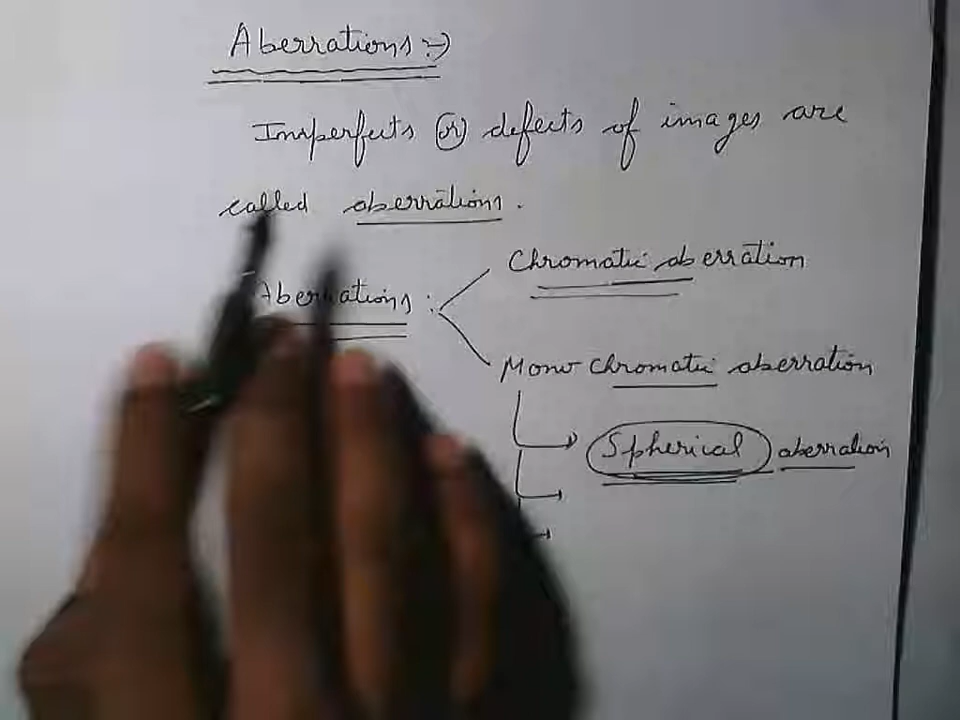 Aberrations :-)
Imperfects (or) defects of images are
called aberrations.
Aberrations :
Chromatic aberration
Mono chromatic aberration
Spherical aberration